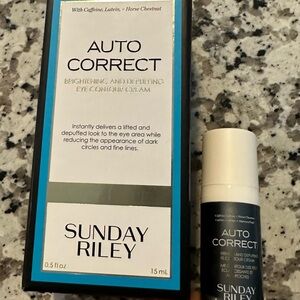 With Caffeine, Lutein, + Horse Chestnut
AUTO
CORRECT
BRIGHTENING AND DEPUFFING
EYE CONTOUR CREAM
Instantly delivers a lifted and
depuffed look to the eye area while
reducing the appearance of dark
circles and fine lines.
SUNDAY
RILEY
0.5 fl oz
15 mL
AUTO
CORRECT
SUNDAY
RILEY